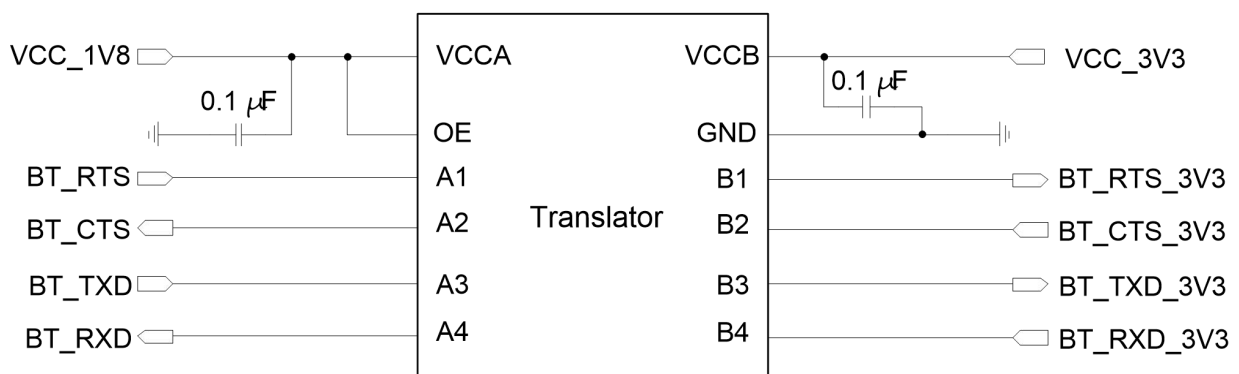 VCC_1V8 VCCA VCCB VCC_3V3
0.1 μF 0.1 μF
OE GND
BT_RTS A1 B1 BT_RTS_3V3
BT_CTS A2 Translator B2 BT_CTS_3V3
BT_TXD A3 B3 BT_TXD_3V3
BT_RXD A4 B4 BT_RXD_3V3